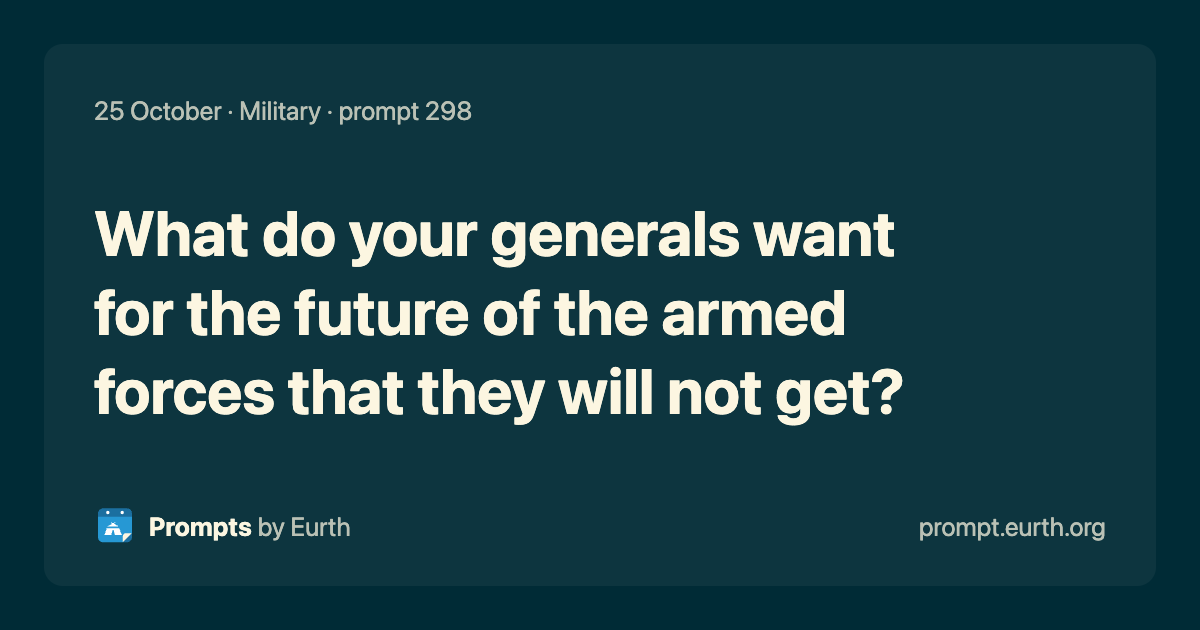 25 October · Military · prompt 298
What do your generals want
for the future of the armed
forces that they will not get?
Prompts by Eurth
prompt.eurth.org